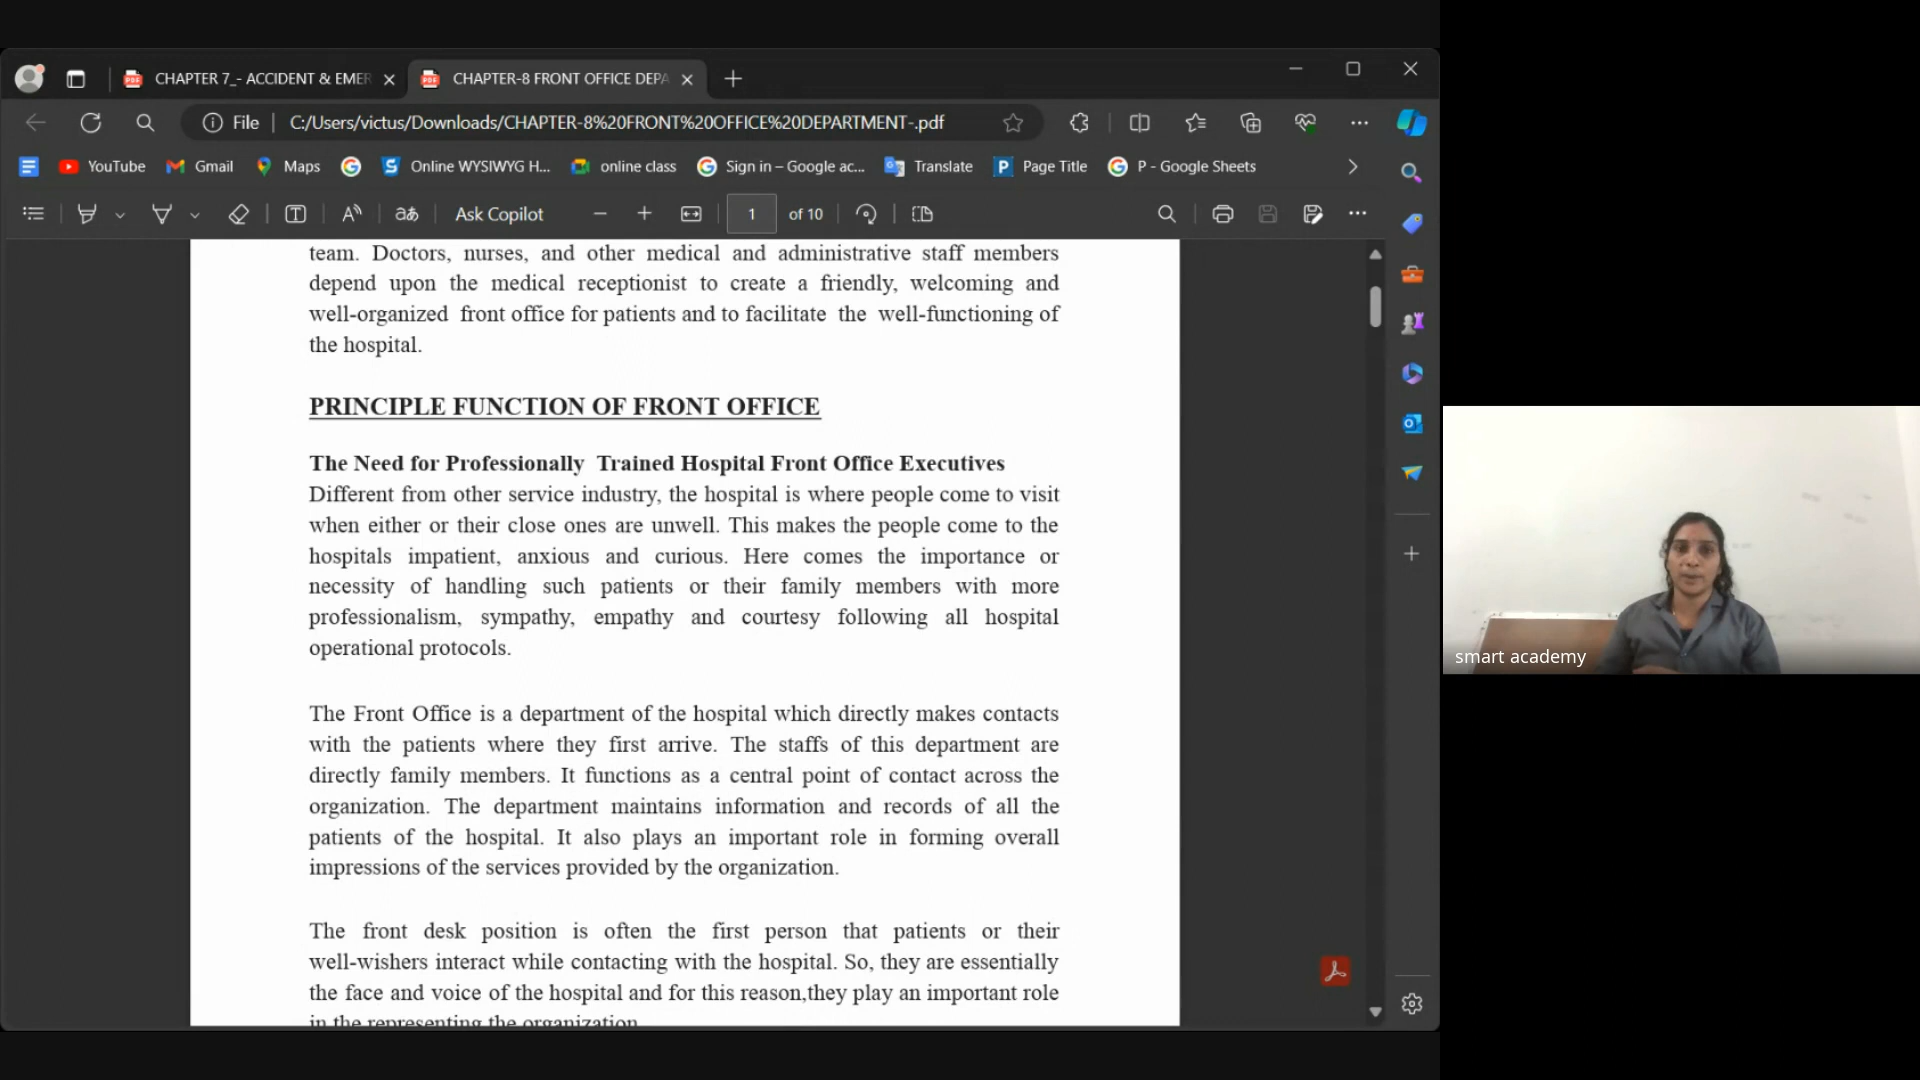 CHAPTER 7_- ACCIDENT & EMER
CHAPTER-8 FRONT OFFICE DEPA
File
C:/Users/victus/Downloads/CHAPTER-8%20FRONT%20OFFICE%20DEPARTMENT-.pdf
YouTube
Gmail
Maps
Online WYSIWYG H...
online class
Sign in – Google ac...
Translate
Page Title
P - Google Sheets
Ask Copilot
1 of 10
team. Doctors, nurses, and other medical and administrative staff members
depend upon the medical receptionist to create a friendly, welcoming and
well-organized front office for patients and to facilitate the well-functioning of
the hospital.
PRINCIPLE FUNCTION OF FRONT OFFICE
The Need for Professionally Trained Hospital Front Office Executives
Different from other service industry, the hospital is where people come to visit
when either or their close ones are unwell. This makes the people come to the
hospitals impatient, anxious and curious. Here comes the importance or
necessity of handling such patients or their family members with more
professionalism, sympathy, empathy and courtesy following all hospital
operational protocols.
The Front Office is a department of the hospital which directly makes contacts
with the patients where they first arrive. The staffs of this department are
directly family members. It functions as a central point of contact across the
organization. The department maintains information and records of all the
patients of the hospital. It also plays an important role in forming overall
impressions of the services provided by the organization.
The front desk position is often the first person that patients or their
well-wishers interact while contacting with the hospital. So, they are essentially
the face and voice of the hospital and for this reason,they play an important role
in the representing the organization.
smart academy